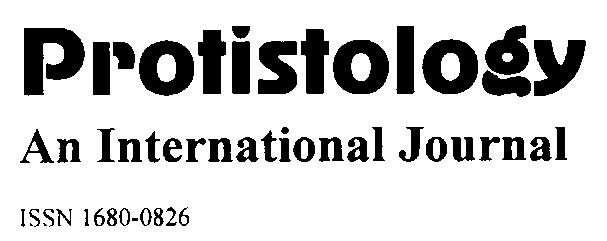 Protistology
An International Journal
ISSN 1680-0826